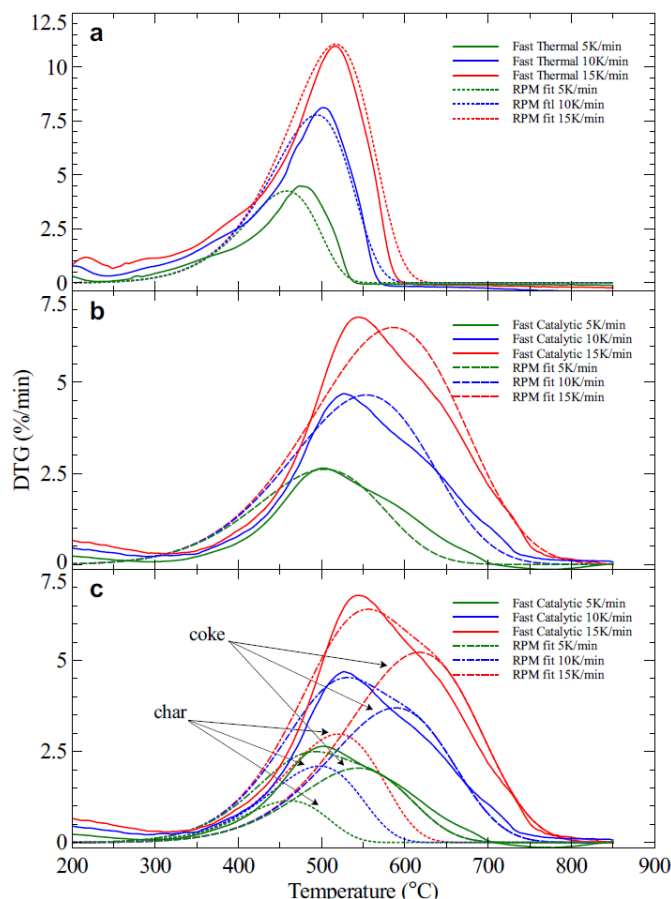 a
12.5
10
7.5
5
2.5
0
Fast Thermal 5K/min
Fast Thermal 10K/min
Fast Thermal 15K/min
RPM fit 5K/min
RPM fit 10K/min
RPM fit 15K/min
b
7.5
5
2.5
0
Fast Catalytic 5K/min
Fast Catalytic 10K/min
Fast Catalytic 15K/min
RPM fit 5K/min
RPM fit 10K/min
RPM fit 15K/min
DTG (%/min)
c
7.5
5
2.5
0
Fast Catalytic 5K/min
Fast Catalytic 10K/min
Fast Catalytic 15K/min
RPM fit 5K/min
RPM fit 10K/min
RPM fit 15K/min
coke
char
200 300 400 500 600 700 800 900
Temperature (°C)